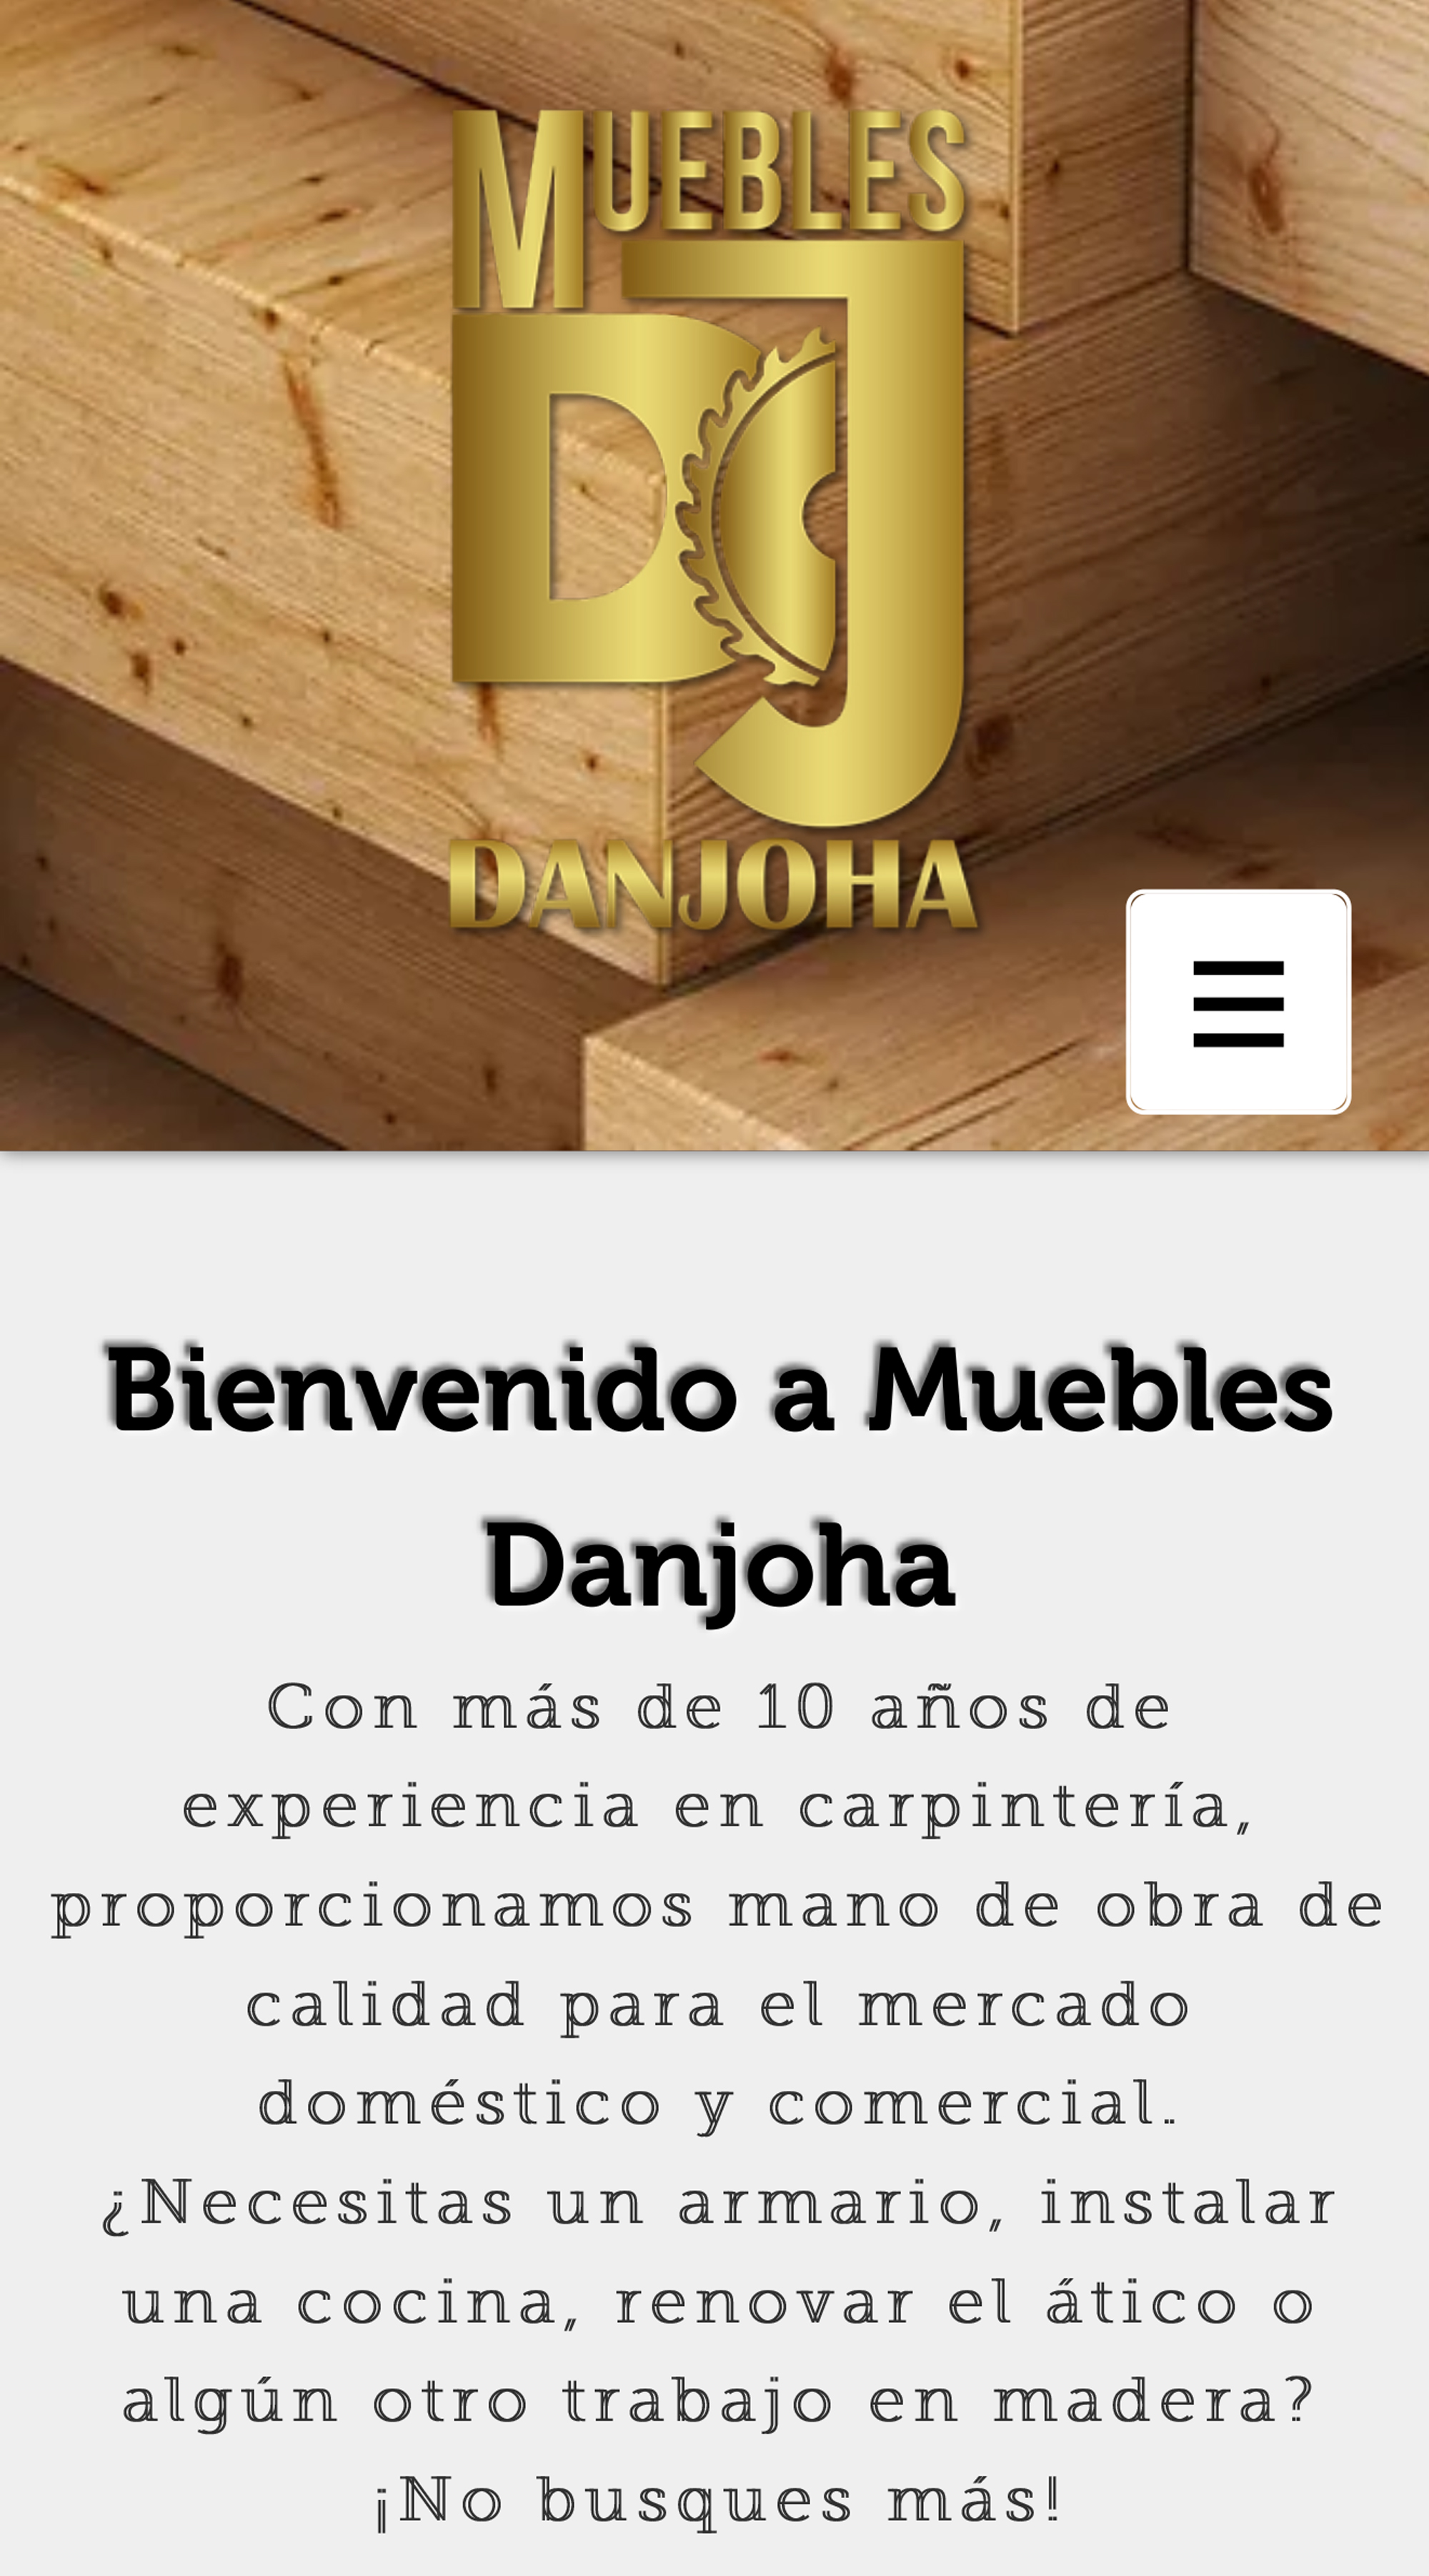 MUEBLES
DJ
DANJOHA
Bienvenido a Muebles
Danjoha
Con más de 10 años de
experiencia en carpintería,
proporcionamos mano de obra de
calidad para el mercado
doméstico y comercial.
¿Necesitas un armario, instalar
una cocina, renovar el ático o
algún otro trabajo en madera?
¡No busques más!